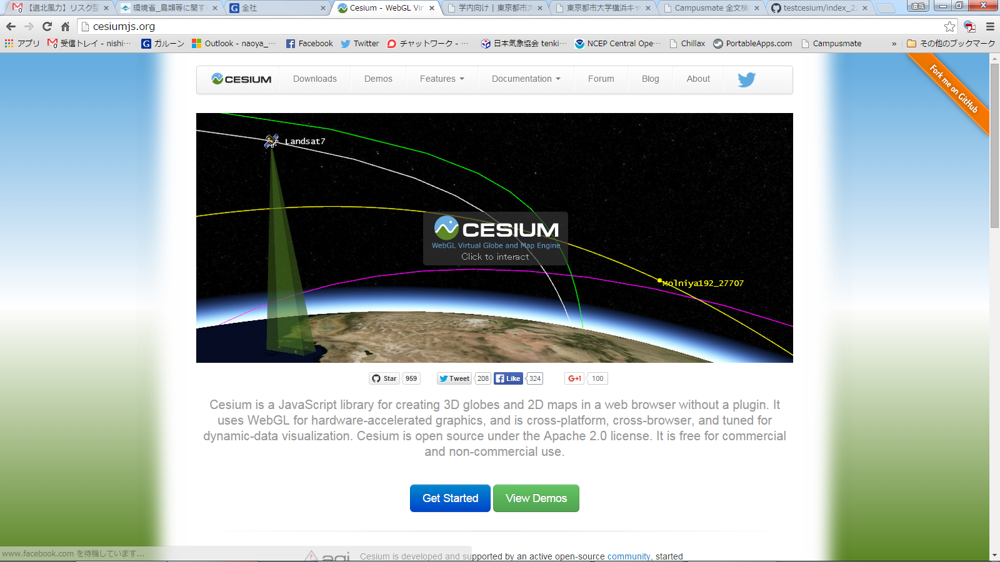 【道北風力】リスク
環境省_鳥類等に関す
全社
Cesium - WebGL Vir
学内向け | 東京都市大
東京都市大学横浜キャ
Campusmate 全文検
testcesium/index_2.
直哉
cesiumjs.org
アプリ
受信トレイ - nishi…
ガルーン
Outlook - naoya_…
Facebook
Twitter
チャットワーク - …
日本気象協会 tenki…
NCEP Central Ope…
Chillax
PortableApps.com
Campusmate
»
その他のブックマーク
CESIUM
Downloads
Demos
Features
Documentation
Forum
Blog
About
Fork me on GitHub
Landsat7
CESIUM
WebGL Virtual Globe and Map Engine
Click to interact
Molniya192_27707
Star 959
Tweet 208
Like 324
G+1 100
Cesium is a JavaScript library for creating 3D globes and 2D maps in a web browser without a plugin. It
uses WebGL for hardware-accelerated graphics, and is cross-platform, cross-browser, and tuned for
dynamic-data visualization. Cesium is open source under the Apache 2.0 license. It is free for commercial
and non-commercial use.
Get Started
View Demos
agi
Cesium is developed and supported by an active open-source community, started
www.facebook.com を待機しています...